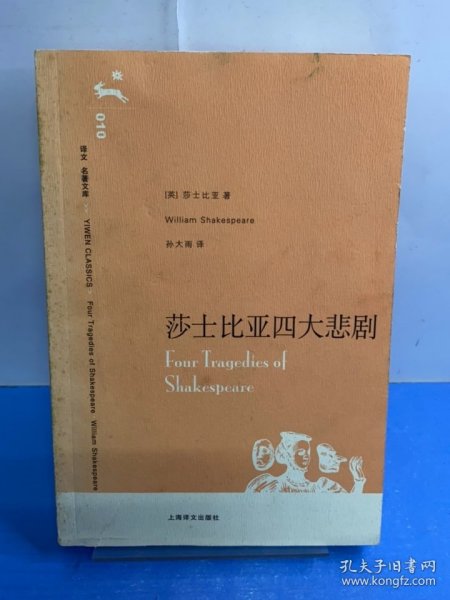 010
译文 名著文库 · YIWEN CLASSICS · Four Tragedies of Shakespeare William Shakespeare
[英] 莎士比亚 著
William Shakespeare
孙大雨 译
莎士比亚四大悲剧
Four Tragedies of
Shakespeare
上海译文出版社
孔夫子旧书网
www.kongfz.com